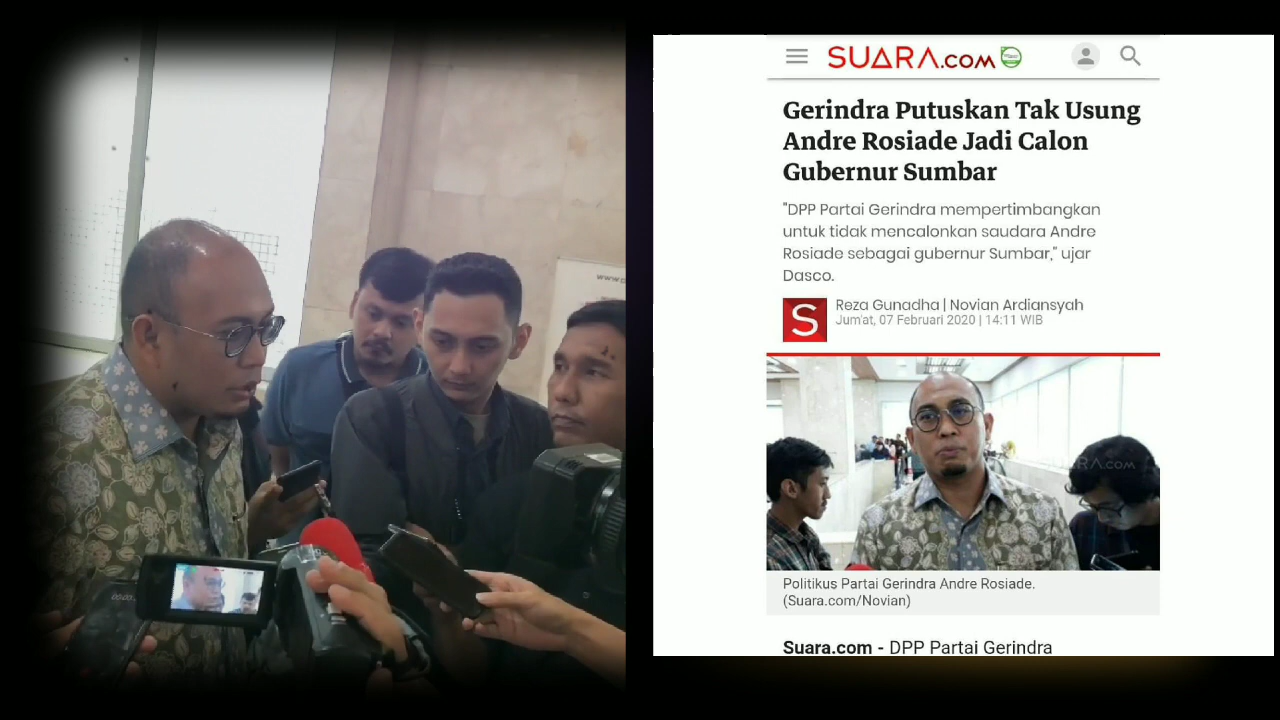 SUARA.COM
Gerindra Putuskan Tak Usung
Andre Rosiade Jadi Calon
Gubernur Sumbar
"DPP Partai Gerindra mempertimbangkan
untuk tidak mencalonkan saudara Andre
Rosiade sebagai gubernur Sumbar," ujar
Dasco.
S
Reza Gunadha | Novian Ardiansyah
Jum'at, 07 Februari 2020 | 14:11 WIB
Politikus Partai Gerindra Andre Rosiade.
(Suara.com/Novian)
Suara.com - DPP Partai Gerindra